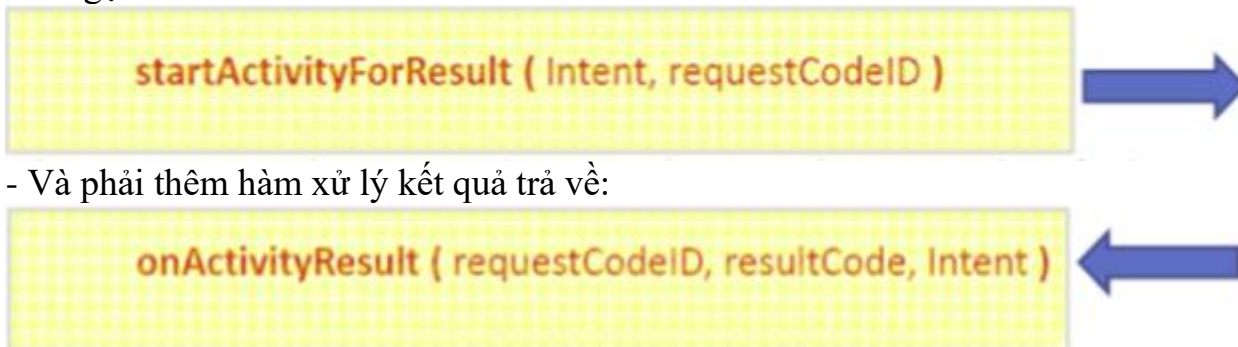 startActivityForResult ( Intent, requestCodeID )
- Và phải thêm hàm xử lý kết quả trả về:
onActivityResult ( requestCodeID, resultCode, Intent )